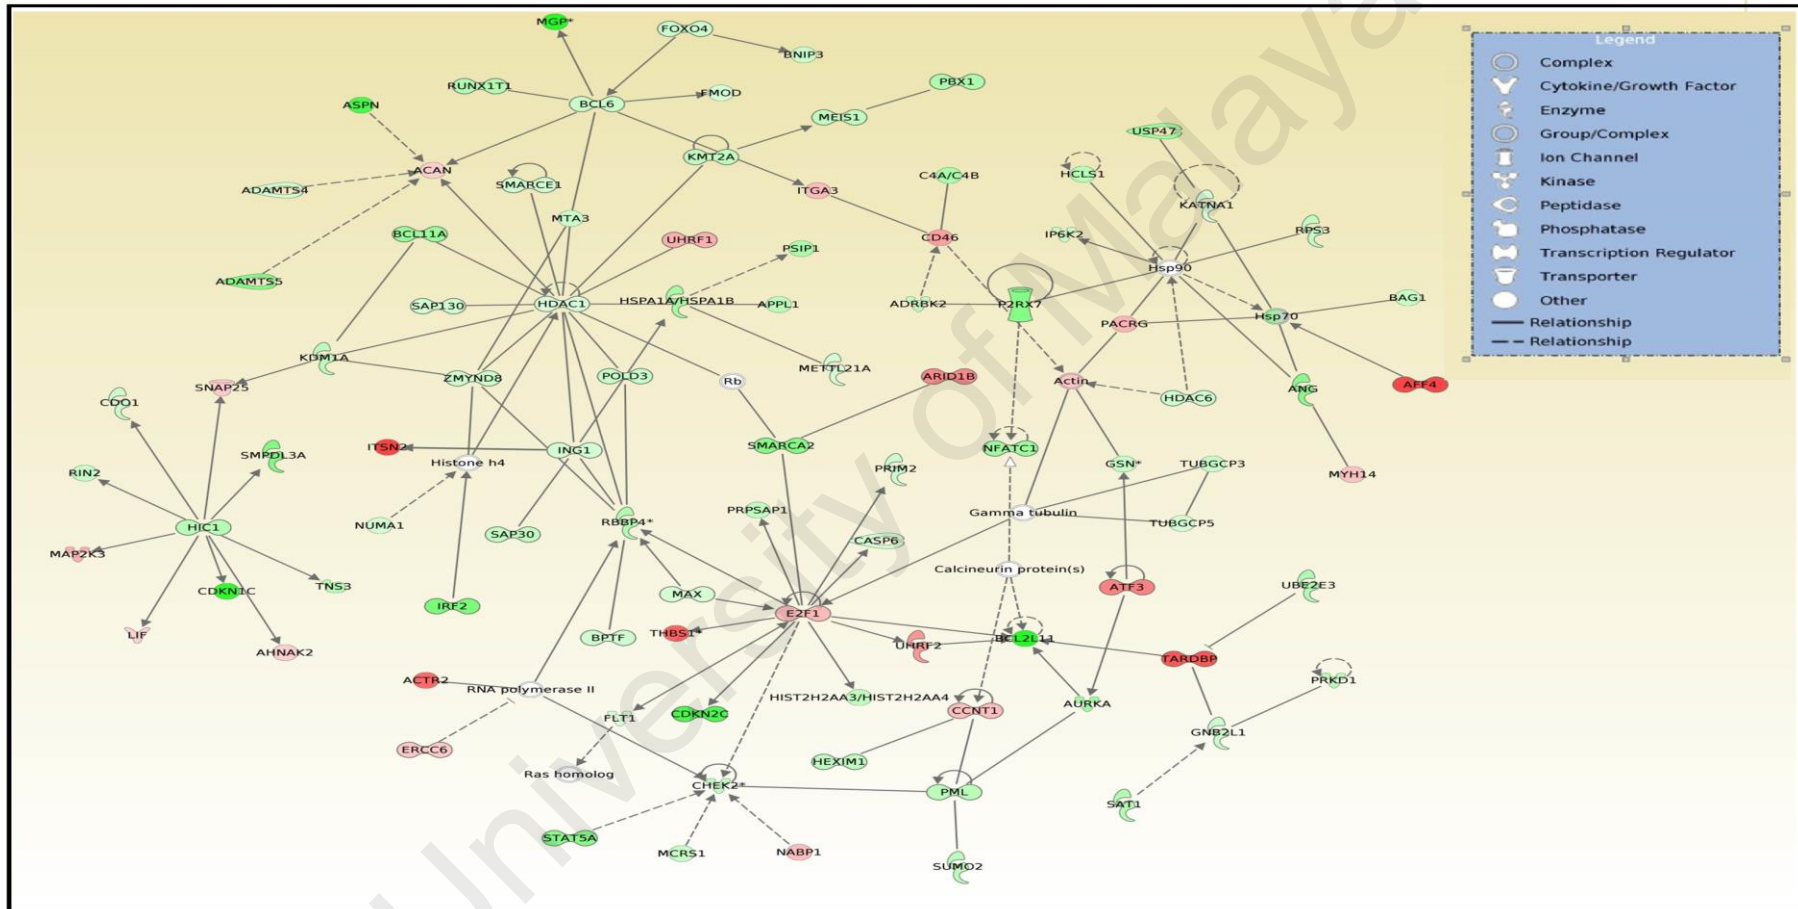 MGP*
FOXO4
BNIP3
RUNX1T1
ASPN
BCL6
FMOD
PBX1
MEIS1
KMT2A
ACAN
ADAMTS4
SMARCE1
ITGA3
C4A/C4B
HCLS1
USP47
KATNA1
MTA3
BCL11A
UHRF1
PSIP1
CD46
IP6K2
RPS3
ADAMTS5
Hsp90
SAP130
HDAC1
HSPA1A/HSPA1B
APPL1
ADRBK2
P2RX7
BAG1
PACRG
Hsp70
KDM1A
SNAP25
ZMYND8
POLD3
METTL21A
Rb
ARID1B
Actin
HDAC6
ANG
AFF4
CDO1
SMPDL3A
ITSN2
Histone h4
ING1
SMARCA2
NFATC1
GSN*
TUBGCP3
MYH14
RIN2
PRIM2
NUMA1
SAP30
RBBP4*
PRPSAP1
Gamma tubulin
TUBGCP5
HIC1
CASP6
MAP2K3
CDKN1C
TNS3
Calcineurin protein(s)
ATF3
UBE2E3
IRF2
MAX
E2F1
LIF
AHNAK2
BPTF
THBS1*
UHRF2
BCL2L11
TARDBP
PRKD1
ACTR2
RNA polymerase II
HIST2H2AA3/HIST2H2AA4
AURKA
FLT1
CDKN2C
CCNT1
GNB2L1
ERCC6
Ras homolog
HEXIM1
CHEK2*
PML
SAT1
STAT5A
MCRS1
NABP1
SUMO2
Legend
Complex
Cytokine/Growth Factor
Enzyme
Group/Complex
Ion Channel
Kinase
Peptidase
Phosphatase
Transcription Regulator
Transporter
Other
Relationship
Relationship
University of Malaya